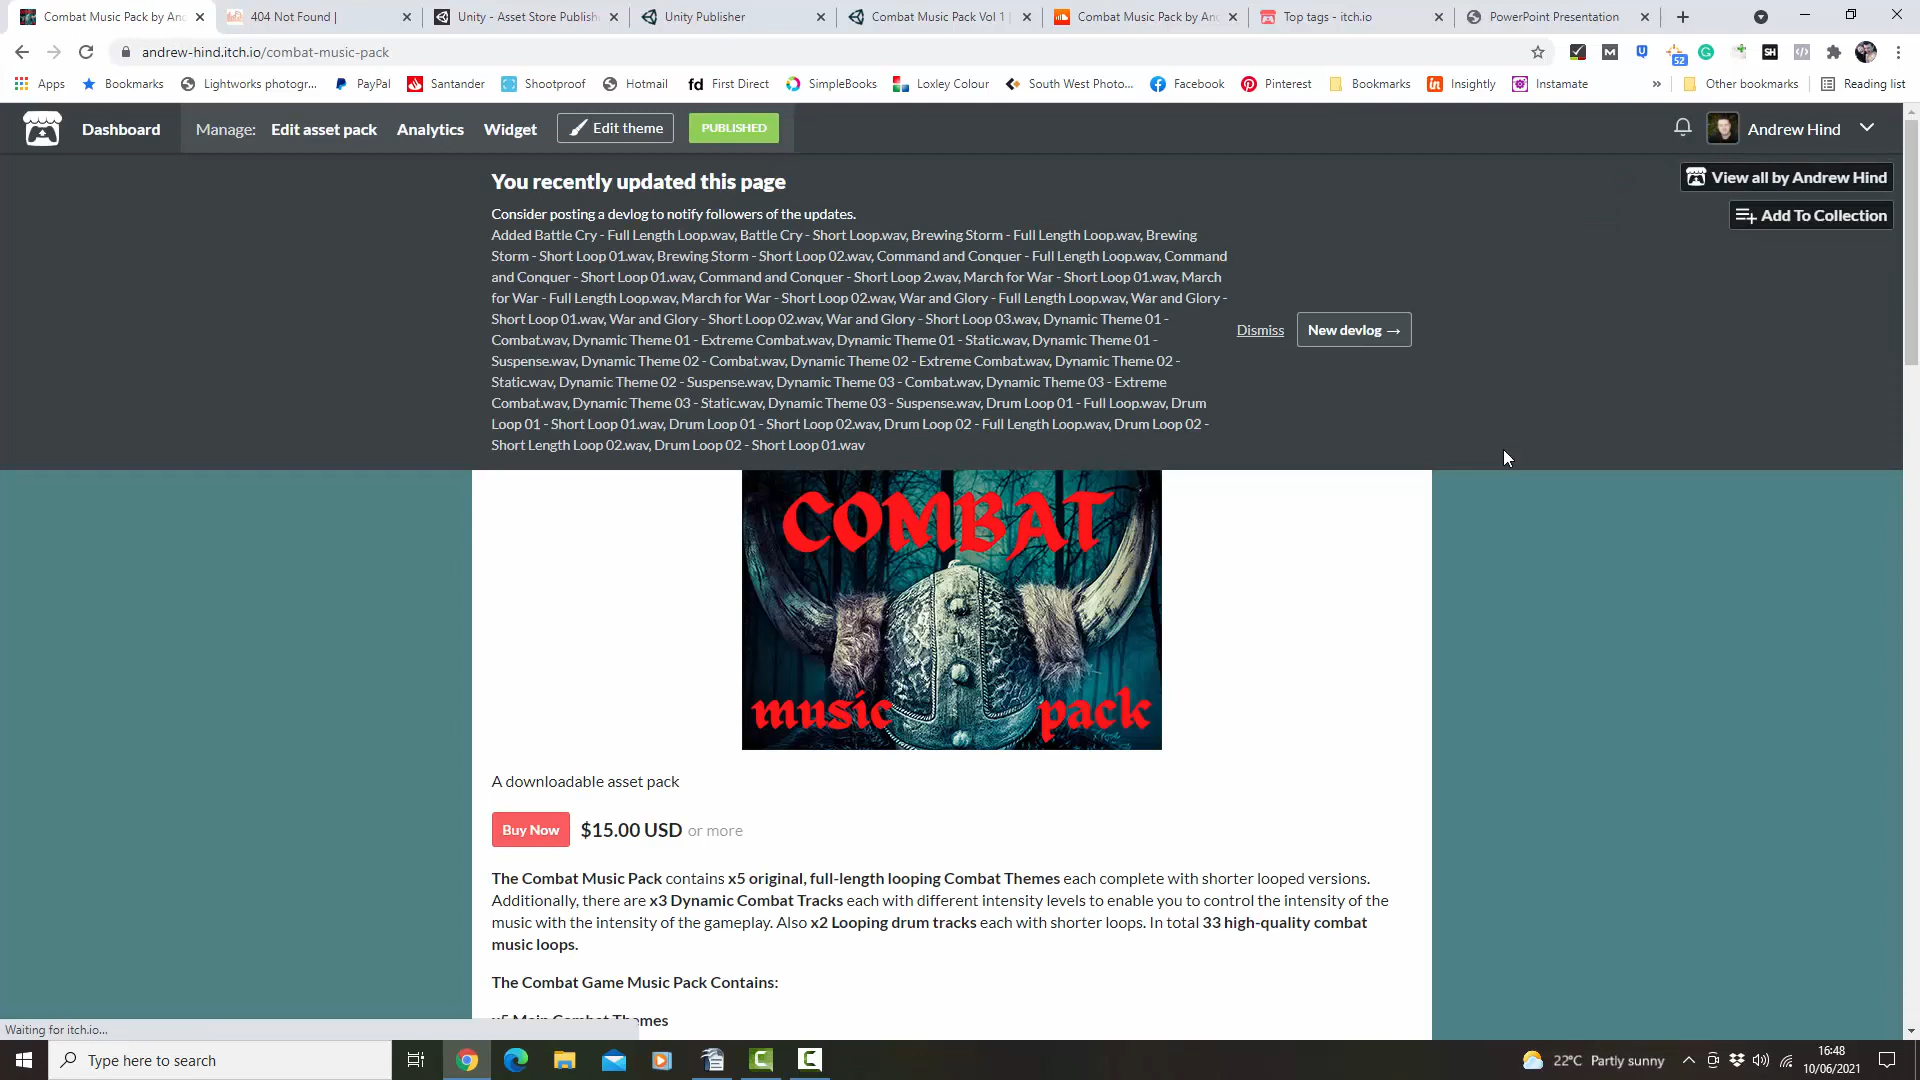 Combat Music Pack by And
404 Not Found |
Unity - Asset Store Publish
Unity Publisher
Combat Music Pack Vol 1 |
Combat Music Pack by And
Top tags - itch.io
PowerPoint Presentation
andrew-hind.itch.io/combat-music-pack
52
Apps
Bookmarks
Lightworks photogr...
PayPal
Santander
Shootproof
Hotmail
fd First Direct
SimpleBooks
Loxley Colour
South West Photo...
Facebook
Pinterest
Bookmarks
Insightly
Instamate
»
Other bookmarks
Reading list
Dashboard
Manage:
Edit asset pack
Analytics
Widget
Edit theme
PUBLISHED
Andrew Hind
View all by Andrew Hind
Add To Collection
You recently updated this page
Consider posting a devlog to notify followers of the updates.
Added Battle Cry - Full Length Loop.wav, Battle Cry - Short Loop.wav, Brewing Storm - Full Length Loop.wav, Brewing
Storm - Short Loop 01.wav, Brewing Storm - Short Loop 02.wav, Command and Conquer - Full Length Loop.wav, Command
and Conquer - Short Loop 01.wav, Command and Conquer - Short Loop 2.wav, March for War - Short Loop 01.wav, March
for War - Full Length Loop.wav, March for War - Short Loop 02.wav, War and Glory - Full Length Loop.wav, War and Glory -
Short Loop 01.wav, War and Glory - Short Loop 02.wav, War and Glory - Short Loop 03.wav, Dynamic Theme 01 -
Combat.wav, Dynamic Theme 01 - Extreme Combat.wav, Dynamic Theme 01 - Static.wav, Dynamic Theme 01 -
Suspense.wav, Dynamic Theme 02 - Combat.wav, Dynamic Theme 02 - Extreme Combat.wav, Dynamic Theme 02 -
Static.wav, Dynamic Theme 02 - Suspense.wav, Dynamic Theme 03 - Combat.wav, Dynamic Theme 03 - Extreme
Combat.wav, Dynamic Theme 03 - Static.wav, Dynamic Theme 03 - Suspense.wav, Drum Loop 01 - Full Loop.wav, Drum
Loop 01 - Short Loop 01.wav, Drum Loop 01 - Short Loop 02.wav, Drum Loop 02 - Full Length Loop.wav, Drum Loop 02 -
Short Length Loop 02.wav, Drum Loop 02 - Short Loop 01.wav
Dismiss
New devlog →
COMBAT
music pack
A downloadable asset pack
Buy Now $15.00 USD or more
The Combat Music Pack contains x5 original, full-length looping Combat Themes each complete with shorter looped versions.
Additionally, there are x3 Dynamic Combat Tracks each with different intensity levels to enable you to control the intensity of the
music with the intensity of the gameplay. Also x2 Looping drum tracks each with shorter loops. In total 33 high-quality combat
music loops.
The Combat Game Music Pack Contains:
x5 Main Combat Themes
Waiting for itch.io...
Type here to search
22°C Partly sunny
16:48
10/06/2021